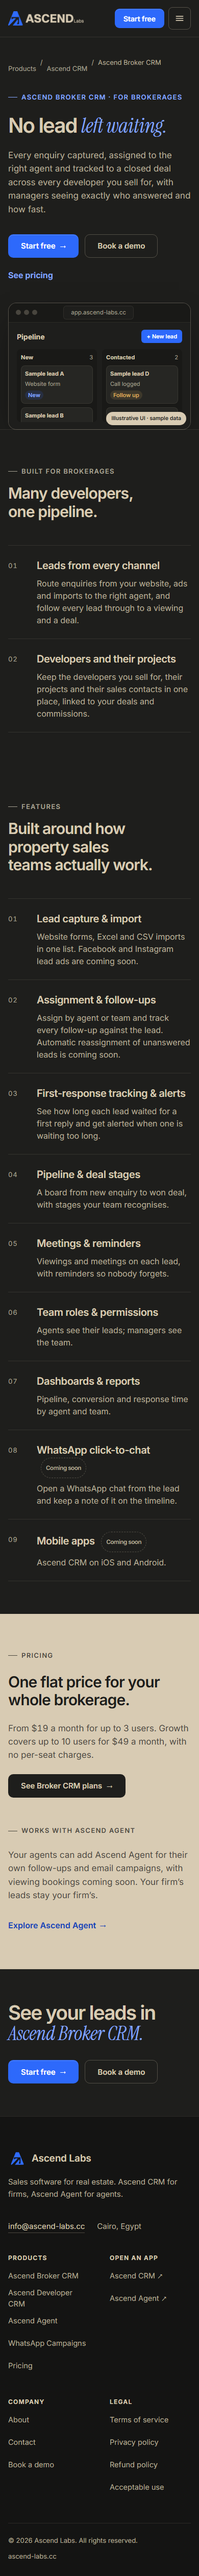 ASCEND Labs
Start free
Products / Ascend CRM / Ascend Broker CRM
ASCEND BROKER CRM · FOR BROKERAGES
No lead left waiting.
Every enquiry captured, assigned to the
right agent and tracked to a closed deal
across every developer you sell for, with
managers seeing exactly who answered and
how fast.
Start free →
Book a demo
See pricing
app.ascend-labs.cc
Pipeline
+ New lead
New 3
Contacted 2
Sample lead A
Website form
New
Sample lead D
Call logged
Follow up
Sample lead B
Illustrative UI · sample data
BUILT FOR BROKERAGES
Many developers,
one pipeline.
01
Leads from every channel
Route enquiries from your website, ads
and imports to the right agent, and
follow every lead through to a viewing
and a deal.
02
Developers and their projects
Keep the developers you sell for, their
projects and their sales contacts in one
place, linked to your deals and
commissions.
FEATURES
Built around how
property sales
teams actually work.
01
Lead capture & import
Website forms, Excel and CSV imports
in one list. Facebook and Instagram
lead ads are coming soon.
02
Assignment & follow-ups
Assign by agent or team and track
every follow-up against the lead.
Automatic reassignment of unanswered
leads is coming soon.
03
First-response tracking & alerts
See how long each lead waited for a
first reply and get alerted when one is
waiting too long.
04
Pipeline & deal stages
A board from new enquiry to won deal,
with stages your team recognises.
05
Meetings & reminders
Viewings and meetings on each lead,
with reminders so nobody forgets.
06
Team roles & permissions
Agents see their leads; managers see
the team.
07
Dashboards & reports
Pipeline, conversion and response time
by agent and team.
08
WhatsApp click-to-chat
Coming soon
Open a WhatsApp chat from the lead
and keep a note of it on the timeline.
09
Mobile apps Coming soon
Ascend CRM on iOS and Android.
PRICING
One flat price for your
whole brokerage.
From $19 a month for up to 3 users. Growth
covers up to 10 users for $49 a month, with
no per-seat charges.
See Broker CRM plans →
WORKS WITH ASCEND AGENT
Your agents can add Ascend Agent for their
own follow-ups and email campaigns, with
viewing bookings coming soon. Your firm's
leads stay your firm's.
Explore Ascend Agent →
See your leads in
Ascend Broker CRM.
Start free →
Book a demo
Ascend Labs
Sales software for real estate. Ascend CRM for
firms, Ascend Agent for agents.
info@ascend-labs.cc
Cairo, Egypt
PRODUCTS
Ascend Broker CRM
Ascend Developer
CRM
Ascend Agent
WhatsApp Campaigns
Pricing
OPEN AN APP
Ascend CRM ↗
Ascend Agent ↗
COMPANY
About
Contact
Book a demo
LEGAL
Terms of service
Privacy policy
Refund policy
Acceptable use
© 2026 Ascend Labs. All rights reserved.
ascend-labs.cc